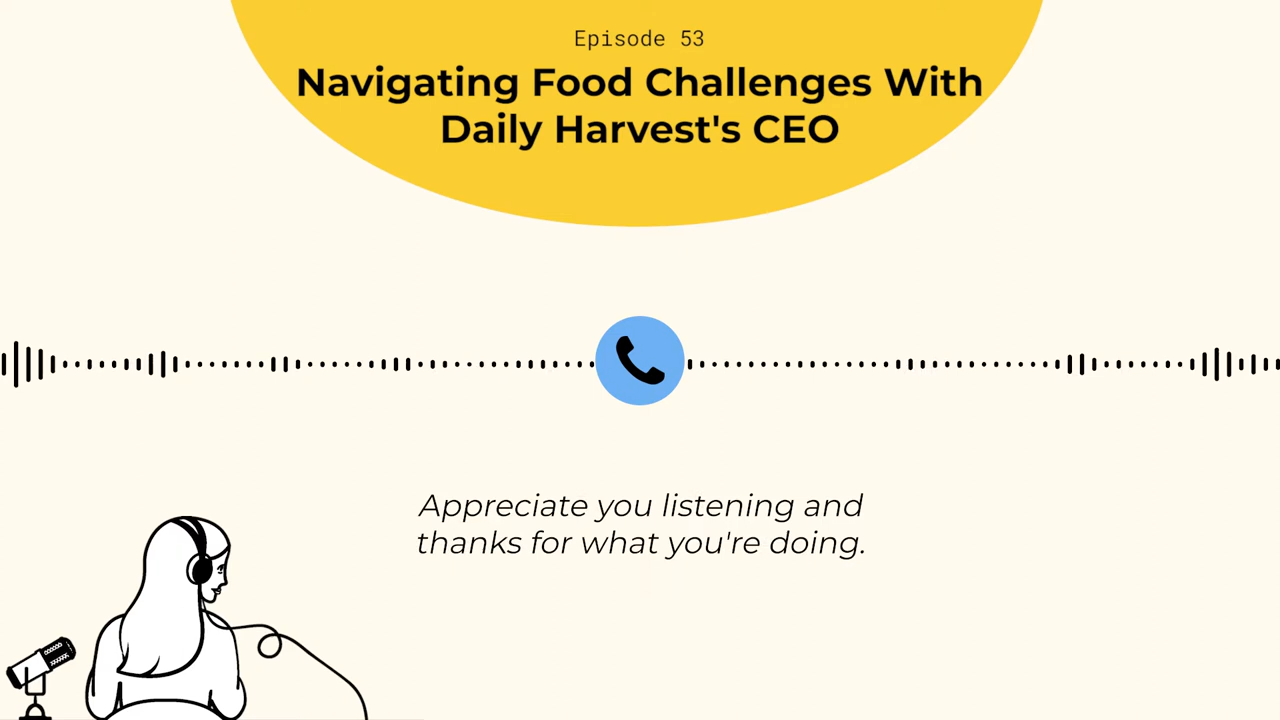 Episode 53
Navigating Food Challenges With
Daily Harvest's CEO
Appreciate you listening and
thanks for what you're doing.